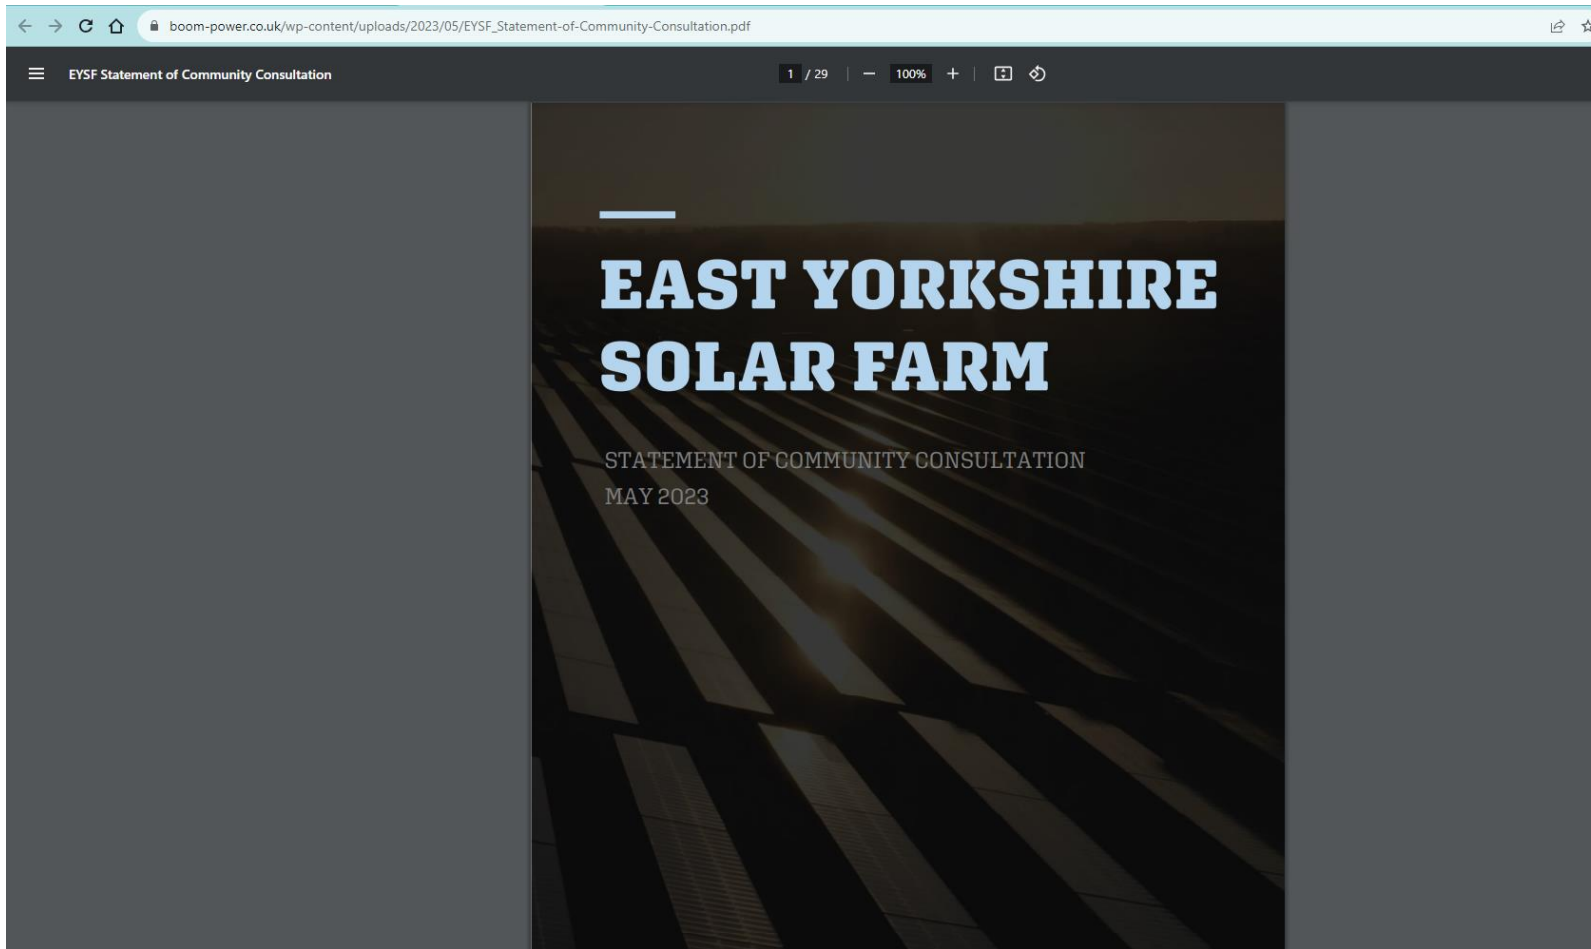 boom-power.co.uk/wp-content/uploads/2023/05/EYSF_Statement-of-Community-Consultation.pdf
EYSF Statement of Community Consultation
1 / 29
100%
EAST YORKSHIRE
SOLAR FARM
STATEMENT OF COMMUNITY CONSULTATION
MAY 2023